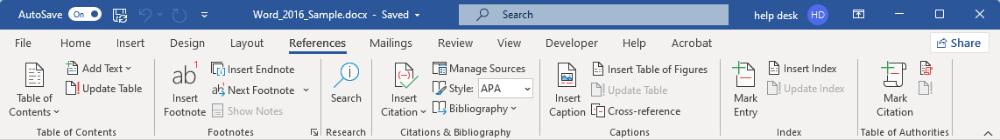 AutoSave On Word_2016_Sample.docx - Saved Search help desk HD
File Home Insert Design Layout References Mailings Review View Developer Help Acrobat Share
Table of Contents
Add Text
Update Table
Table of Contents
ab1
Insert Footnote
Insert Endnote
ab1 Next Footnote
Show Notes
Footnotes
Search
Research
Insert Citation
Manage Sources
Style: APA
Bibliography
Citations & Bibliography
Insert Caption
Insert Table of Figures
Update Table
Cross-reference
Captions
Mark Entry
Insert Index
Update Index
Index
Mark Citation
Table of Authorities